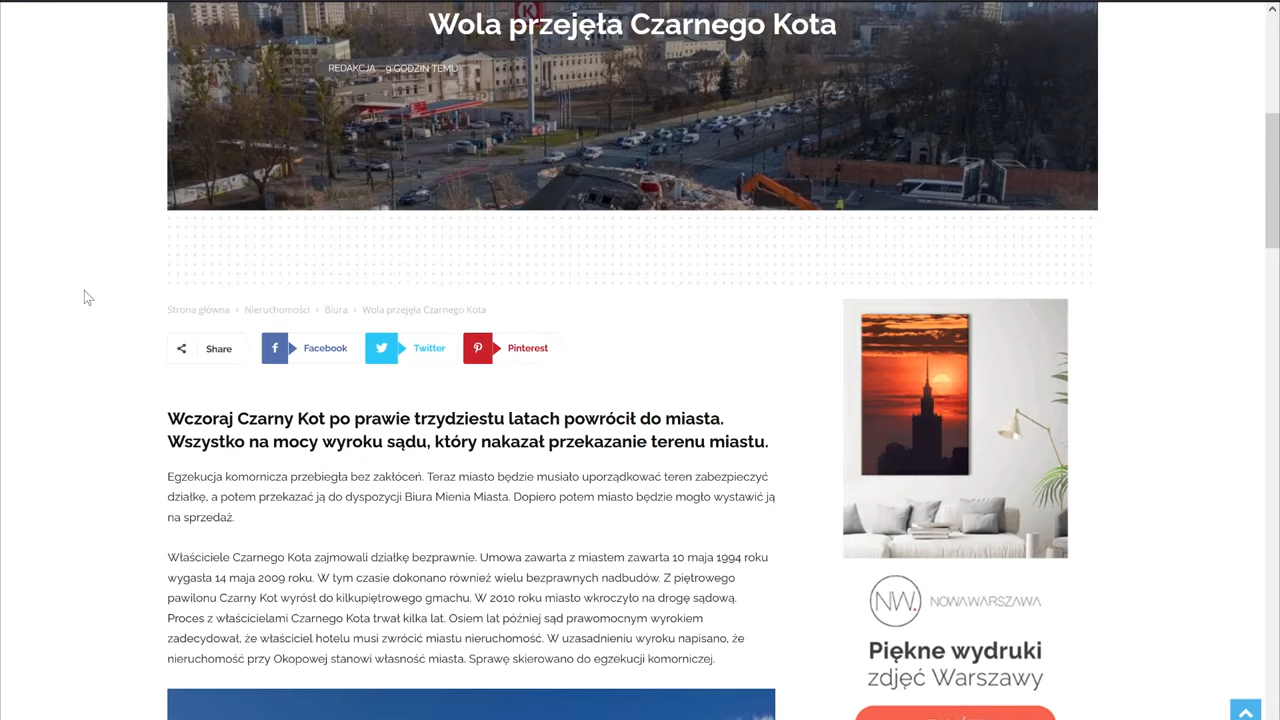 Wola przejęła Czarnego Kota
REDAKCJA 9 GODZIN TEMU
Strona główna › Nieruchomości › Biura › Wola przejęła Czarnego Kota
Share Facebook Twitter Pinterest
Wczoraj Czarny Kot po prawie trzydziestu latach powrócił do miasta.
Wszystko na mocy wyroku sądu, który nakazał przekazanie terenu miastu.
Egzekucja komornicza przebiegła bez zakłóceń. Teraz miasto będzie musiało uporządkować teren zabezpieczyć
działkę, a potem przekazać ją do dyspozycji Biura Mienia Miasta. Dopiero potem miasto będzie mogło wystawić ją
na sprzedaż.
Właściciele Czarnego Kota zajmowali działkę bezprawnie. Umowa zawarta z miastem zawarta 10 maja 1994 roku
wygasła 14 maja 2009 roku. W tym czasie dokonano również wielu bezprawnych nadbudów. Z piętrowego
pawilonu Czarny Kot wyrósł do kilkupiętrowego gmachu. W 2010 roku miasto wkroczyło na drogę sądową.
Proces z właścicielami Czarnego Kota trwał kilka lat. Osiem lat później sąd prawomocnym wyrokiem
zadecydował, że właściciel hotelu musi zwrócić miastu nieruchomość. W uzasadnieniu wyroku napisano, że
nieruchomość przy Okopowej stanowi własność miasta. Sprawę skierowano do egzekucji komorniczej.
NW. NOWAWARSZAWA
Piękne wydruki
zdjęć Warszawy